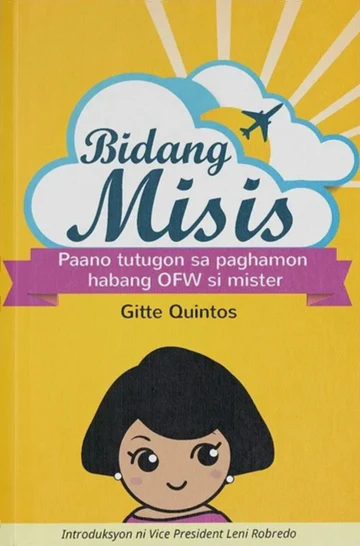 Bidang
Misis
Paano tutugon sa paghamon
habang OFW si mister
Gitte Quintos
Introduksyon ni Vice President Leni Robredo